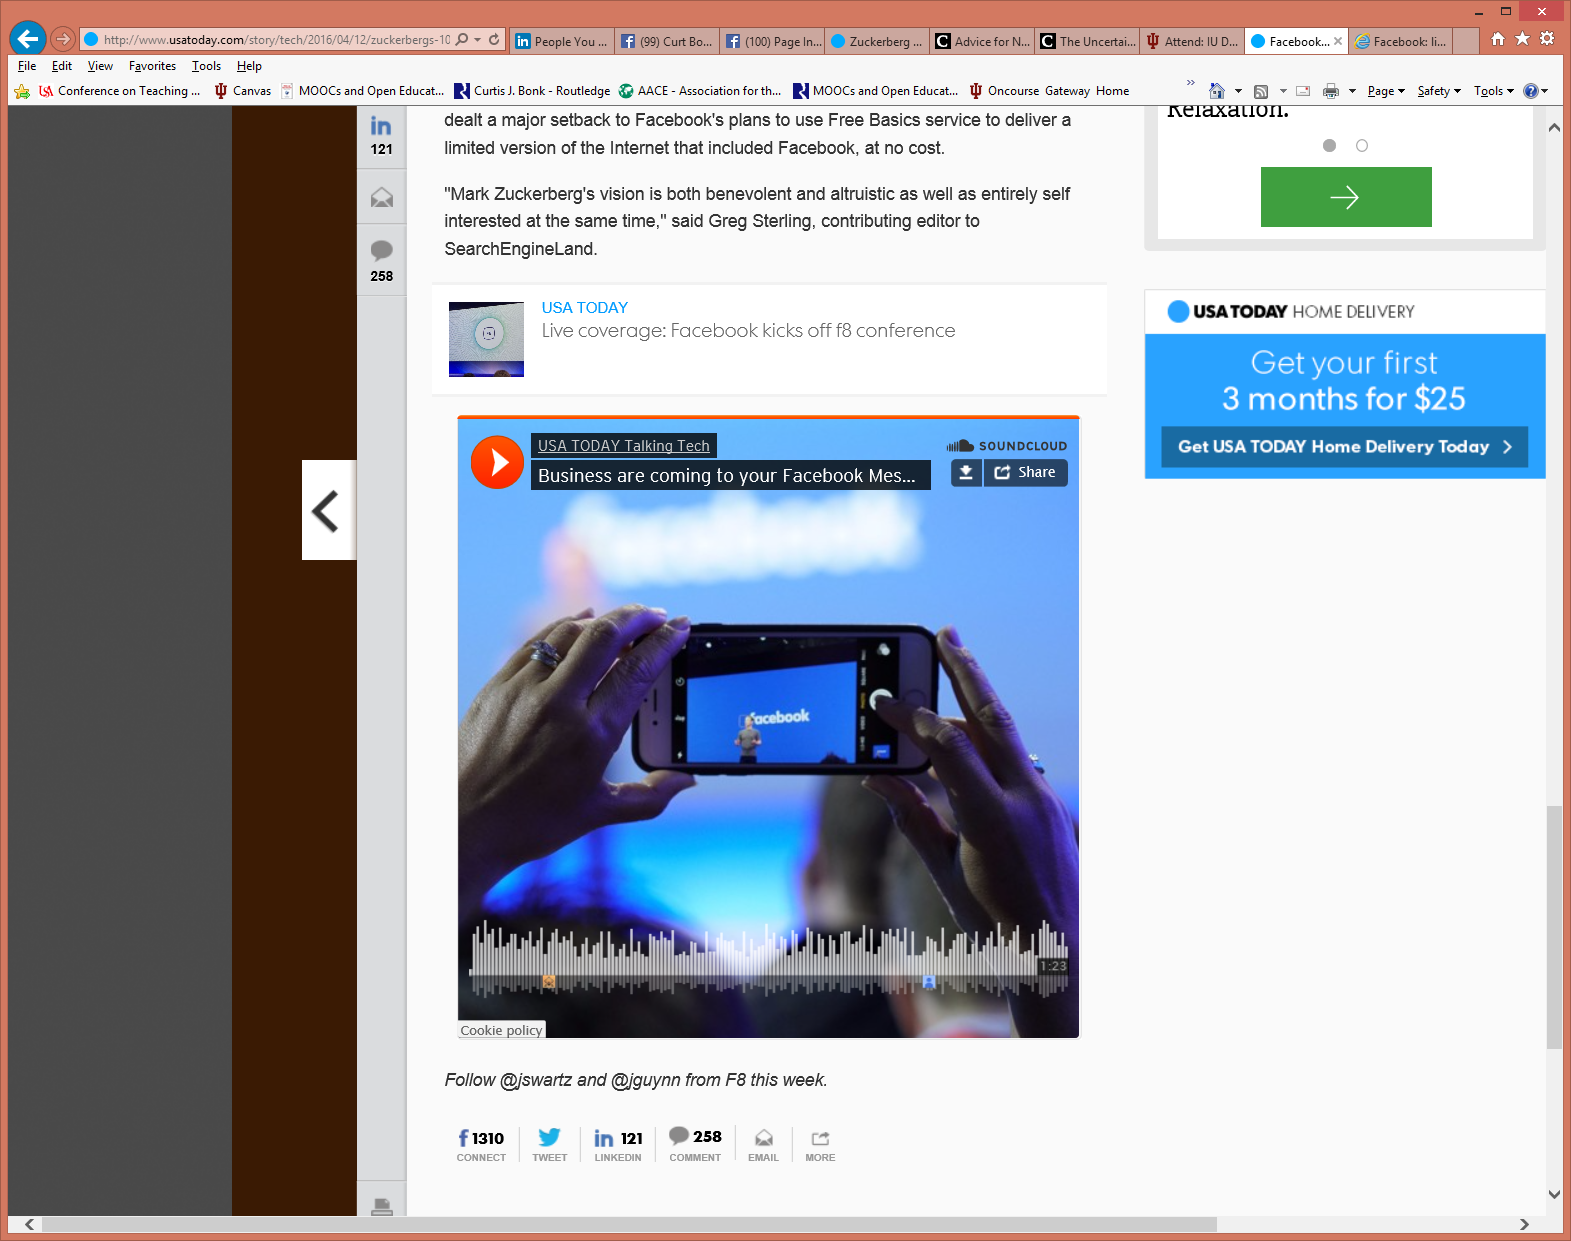 http://www.usatoday.com/story/tech/2016/04/12/zuckerbergs-10
People You ...
(99) Curt Bo...
(100) Page In...
Zuckerberg ...
Advice for N...
The Uncertai...
Attend: IU D...
Facebook...
Facebook: li...
File Edit View Favorites Tools Help
Conference on Teaching ...
Canvas
MOOCs and Open Educat...
Curtis J. Bonk - Routledge
AACE - Association for th...
MOOCs and Open Educat...
Oncourse Gateway Home
Page
Safety
Tools
in
121
258
dealt a major setback to Facebook's plans to use Free Basics service to deliver a
limited version of the Internet that included Facebook, at no cost.
"Mark Zuckerberg's vision is both benevolent and altruistic as well as entirely self
interested at the same time," said Greg Sterling, contributing editor to
SearchEngineLand.
USA TODAY
Live coverage: Facebook kicks off f8 conference
USA TODAY Talking Tech
Business are coming to your Facebook Mes...
SOUNDCLOUD
Share
facebook
1:23
Cookie policy
Follow @jswartz and @jguynn from F8 this week.
1310
CONNECT
TWEET
in 121
LINKEDIN
258
COMMENT
EMAIL
MORE
Relaxation.
USA TODAY HOME DELIVERY
Get your first
3 months for $25
Get USA TODAY Home Delivery Today